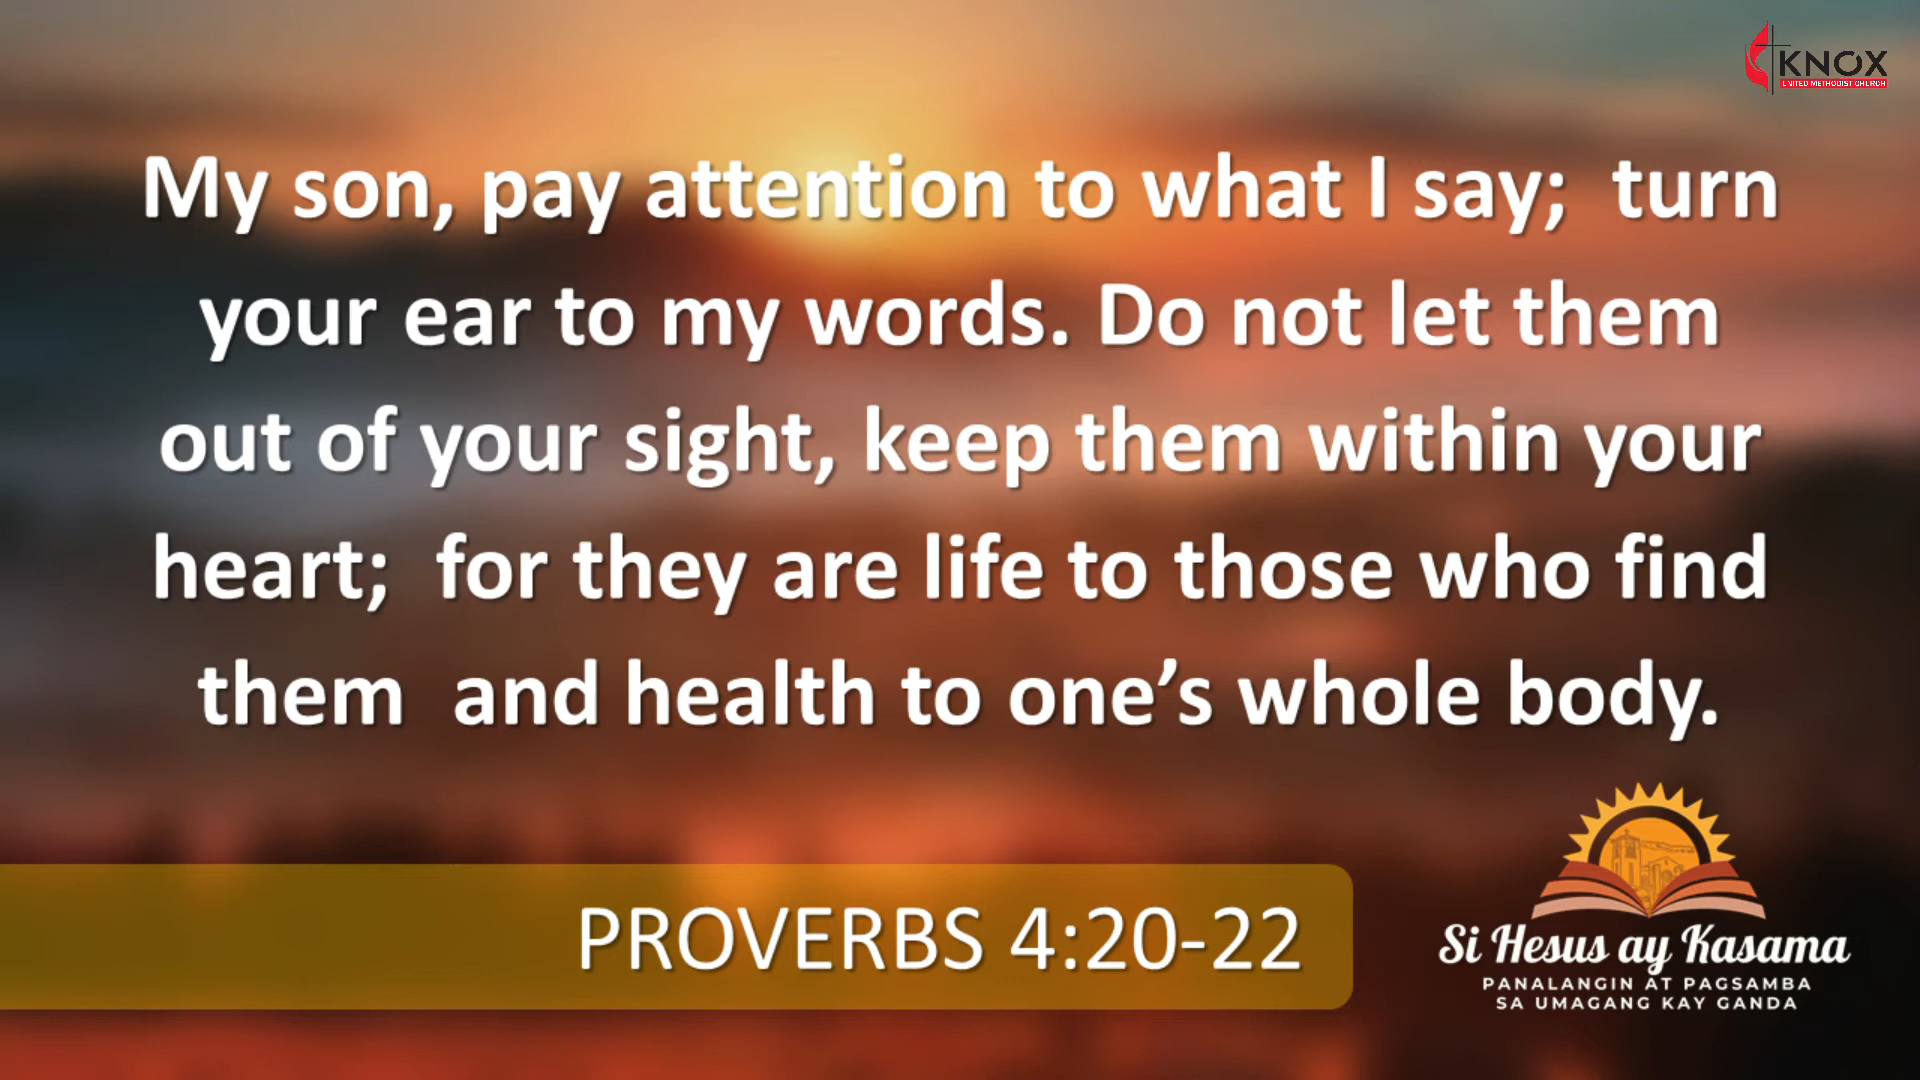 KNOX
UNITED METHODIST CHURCH
My son, pay attention to what I say;  turn
your ear to my words. Do not let them
out of your sight, keep them within your
heart;  for they are life to those who find
them  and health to one’s whole body.
PROVERBS 4:20-22
Si Hesus ay Kasama
PANALANGIN AT PAGSAMBA
SA UMAGANG KAY GANDA